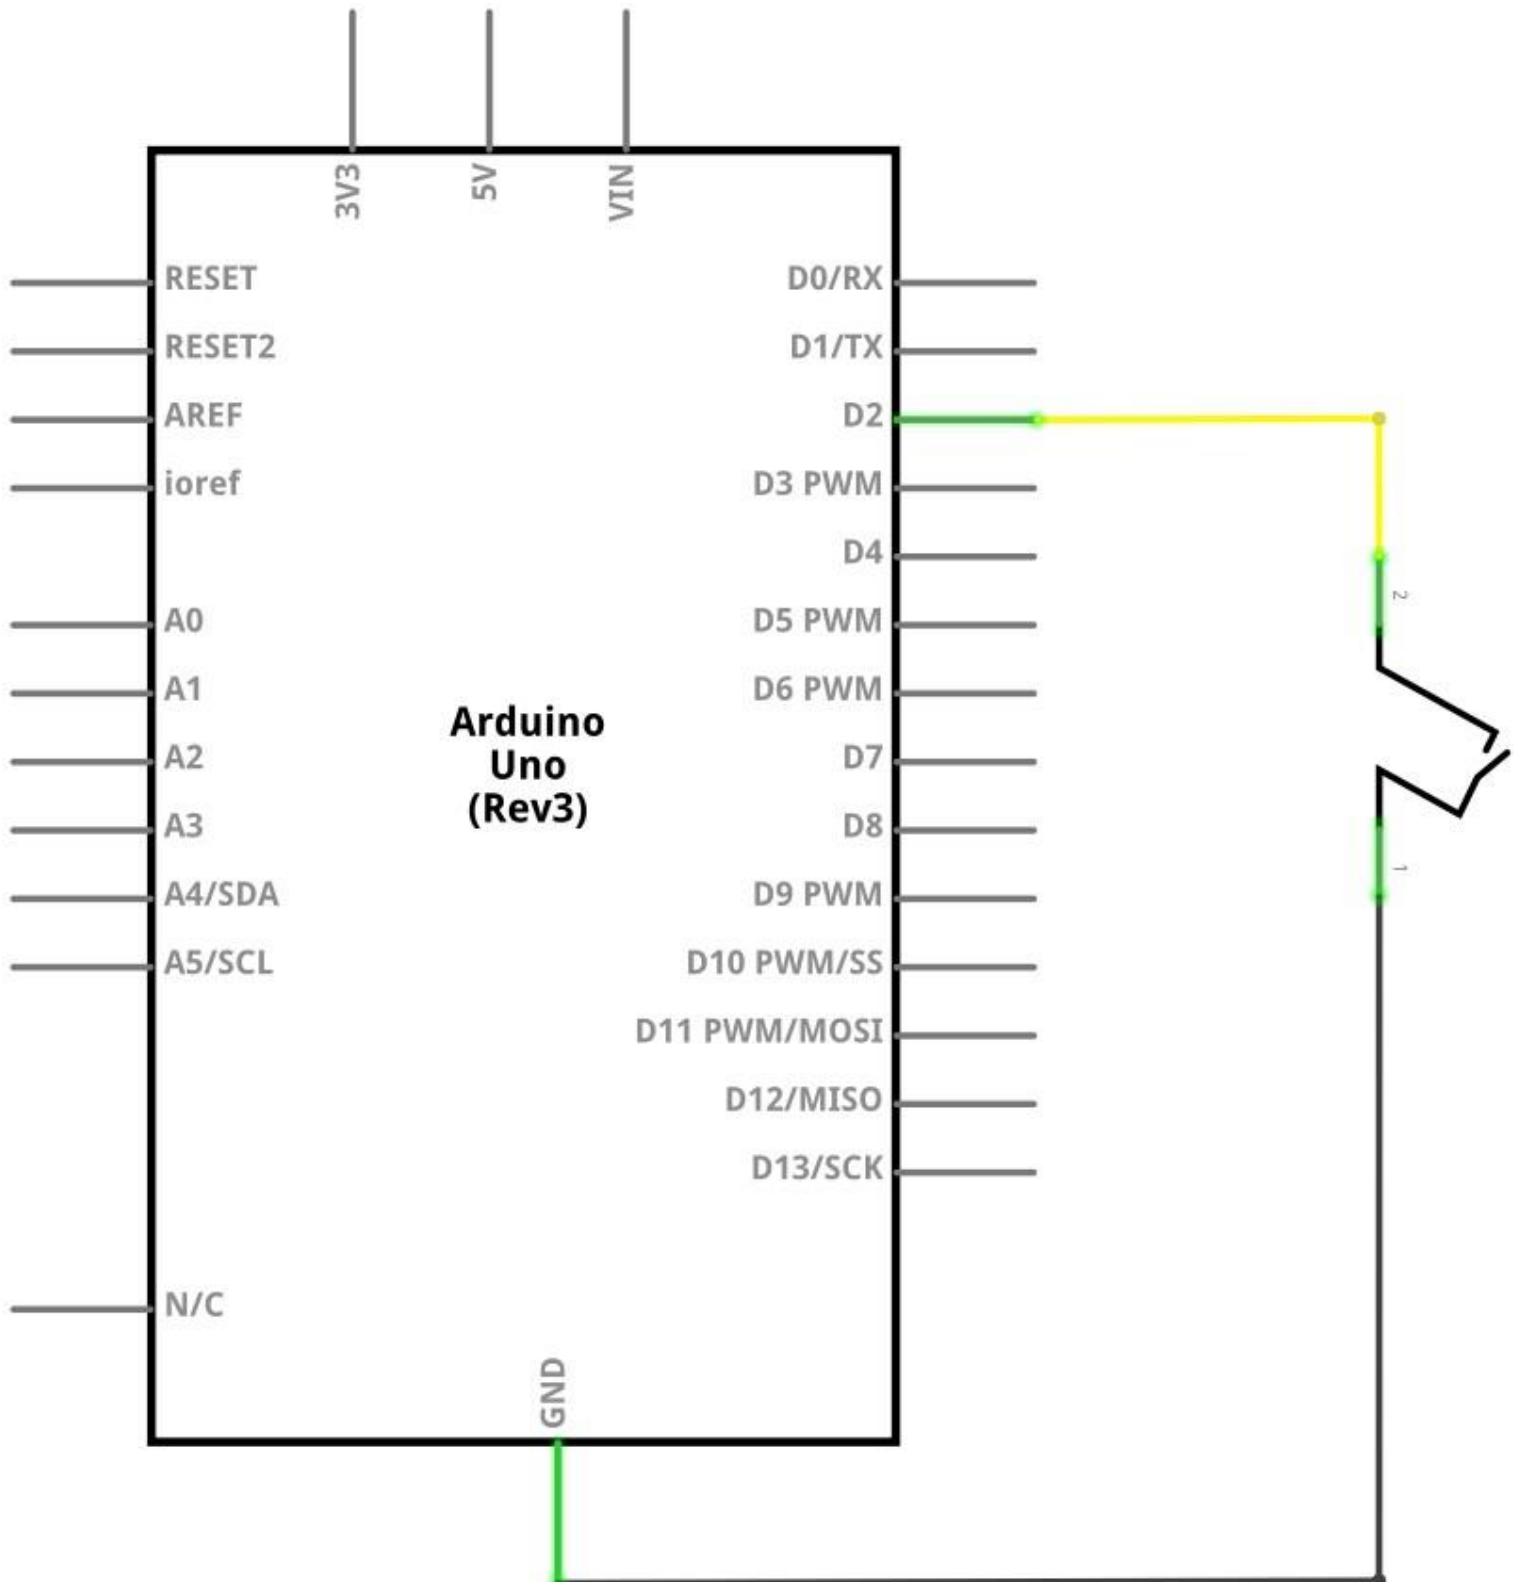 3V3
5V
VIN
RESET
D0/RX
RESET2
D1/TX
AREF
D2
ioref
D3 PWM
D4
2
A0
D5 PWM
A1
D6 PWM
Arduino
Uno
(Rev3)
A2
D7
A3
D8
1
A4/SDA
D9 PWM
A5/SCL
D10 PWM/SS
D11 PWM/MOSI
D12/MISO
D13/SCK
N/C
GND